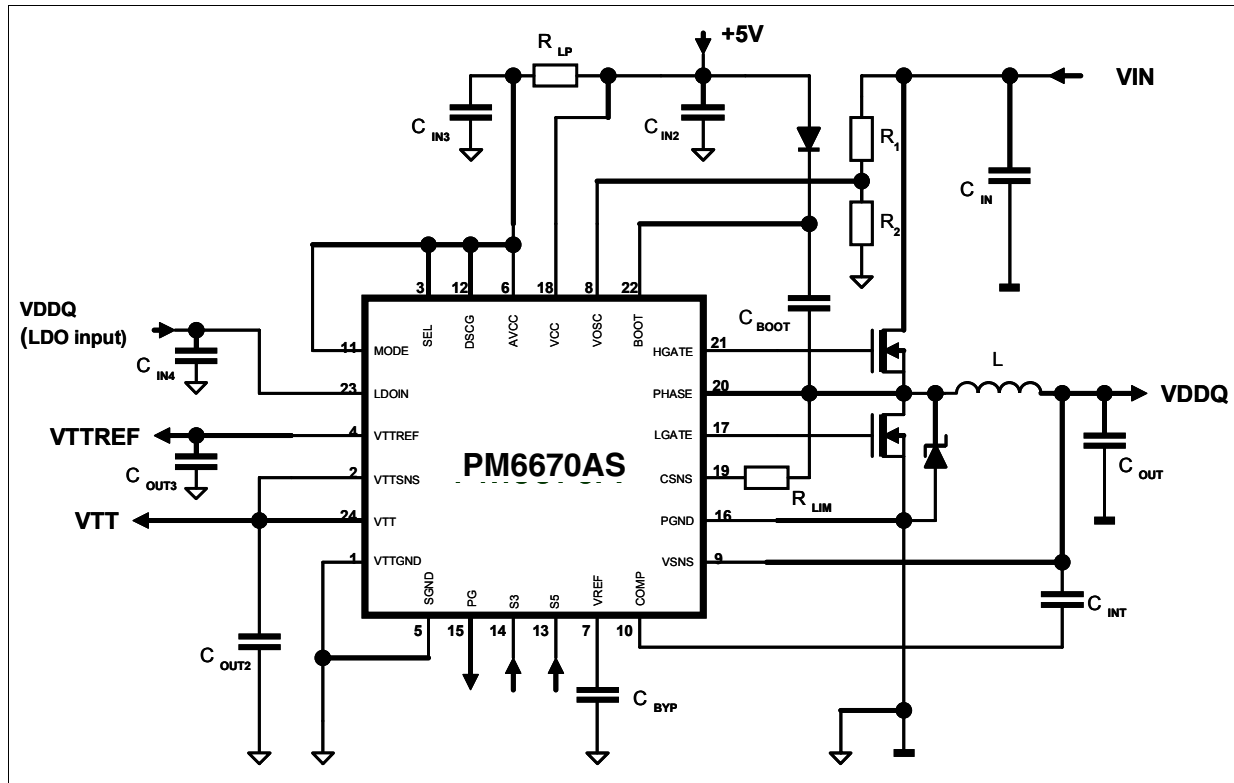 +5V
R LP
VIN
C IN3
C IN2
R1
C IN
R2
3 12 6 18 8 22
VDDQ
(LDO input)
SEL DSCG AVCC VCC VOSC BOOT
C BOOT
11 MODE
HGATE 21
C IN4
L
23 LDOIN
PHASE 20
VDDQ
VTTREF
4 VTTREF
LGATE 17
C OUT3
2 VTTSNS
PM6670AS
CSNS 19
C OUT
R LIM
VTT
24 VTT
PGND 16
1 VTTGND
VSNS 9
SGND PG S3 S5 VREF COMP
C INT
5 15 14 13 7 10
C OUT2
C BYP